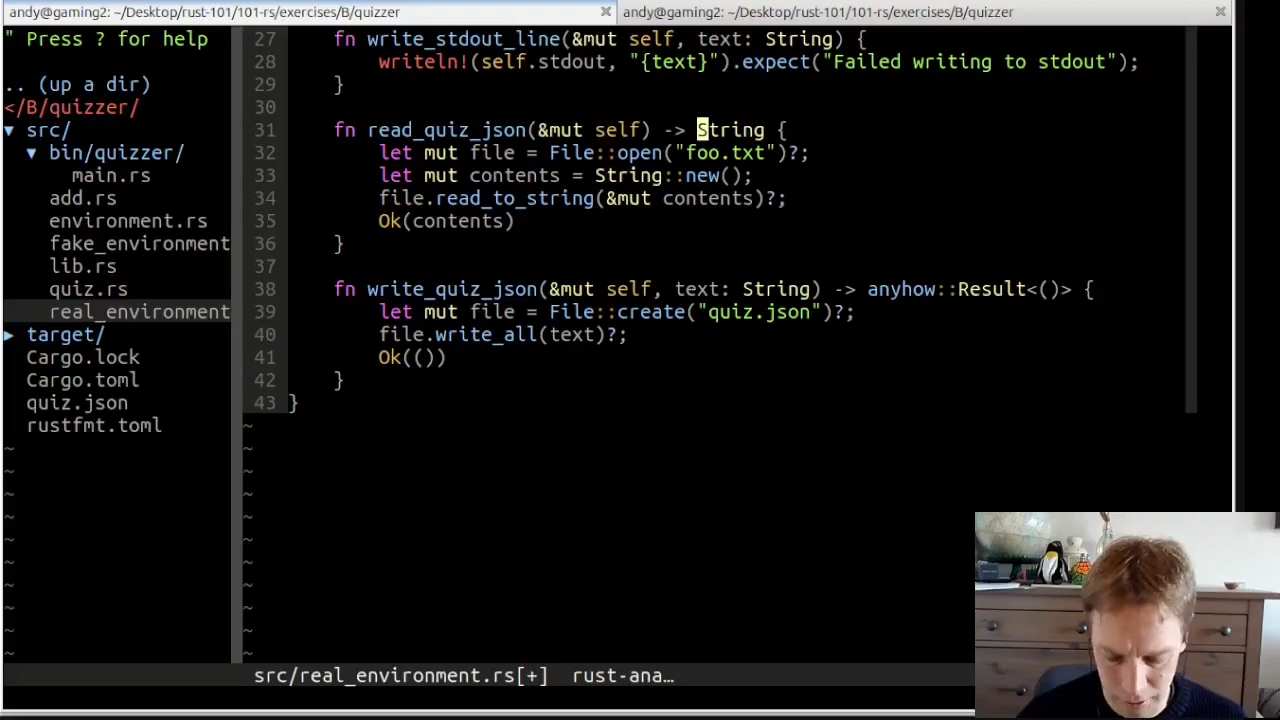 andy@gaming2: ~/Desktop/rust-101/101-rs/exercises/B/quizzer
andy@gaming2: ~/Desktop/rust-101/101-rs/exercises/B/quizzer
" Press ? for help
.. (up a dir)
</B/quizzer/
▼ src/
▼ bin/quizzer/
main.rs
add.rs
environment.rs
fake_environment
lib.rs
quiz.rs
real_environment
▶ target/
Cargo.lock
Cargo.toml
quiz.json
rustfmt.toml
~
~
~
~
~
~
~
~
~
~
27 fn write_stdout_line(&mut self, text: String) {
28 writeln!(self.stdout, "{text}").expect("Failed writing to stdout");
29 }
30
31 fn read_quiz_json(&mut self) -> String {
32 let mut file = File::open("foo.txt")?;
33 let mut contents = String::new();
34 file.read_to_string(&mut contents)?;
35 Ok(contents)
36 }
37
38 fn write_quiz_json(&mut self, text: String) -> anyhow::Result<()> {
39 let mut file = File::create("quiz.json")?;
40 file.write_all(text)?;
41 Ok(())
42 }
43 }
~
~
~
~
~
~
~
~
~
~
~
src/real_environment.rs[+] rust-ana…